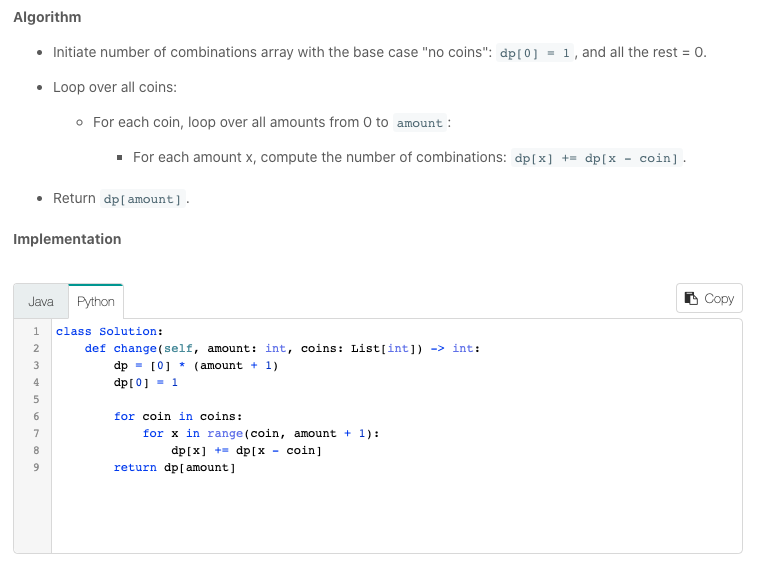 Algorithm
• Initiate number of combinations array with the base case "no coins": dp[0] = 1 , and all the rest = 0.
• Loop over all coins:
○ For each coin, loop over all amounts from 0 to amount :
▪ For each amount x, compute the number of combinations: dp[x] += dp[x - coin] .
• Return dp[amount] .
Implementation
Java Python Copy
1 class Solution:
2     def change(self, amount: int, coins: List[int]) -> int:
3         dp = [0] * (amount + 1)
4         dp[0] = 1
5
6         for coin in coins:
7             for x in range(coin, amount + 1):
8                 dp[x] += dp[x - coin]
9         return dp[amount]